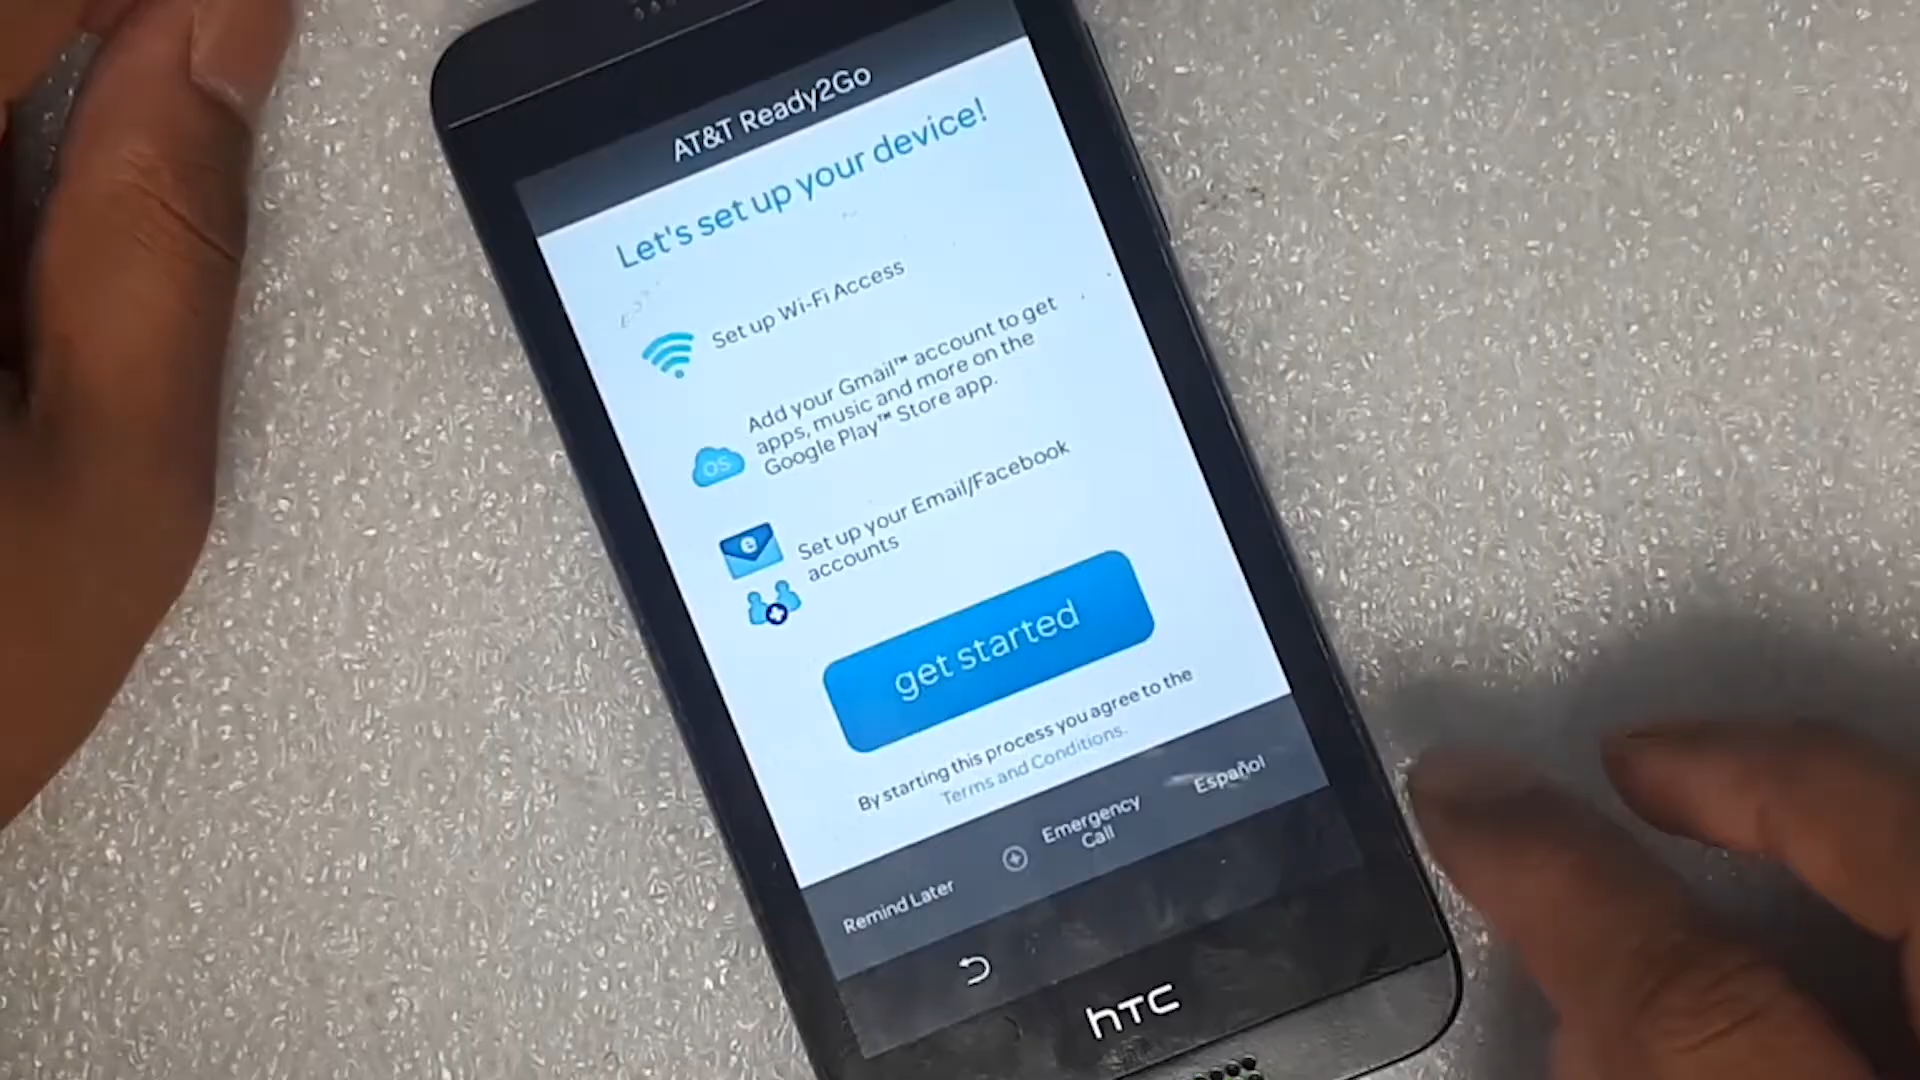 AT&T Ready2Go
Let's set up your device!
Set up Wi-Fi Access
Add your Gmail™ account to get
apps, music and more on the
Google Play™ Store app.
OS
Set up your Email/Facebook
accounts
e
get started
By starting this process you agree to the
Terms and Conditions.
Remind Later
Emergency
Call
Español
hTC